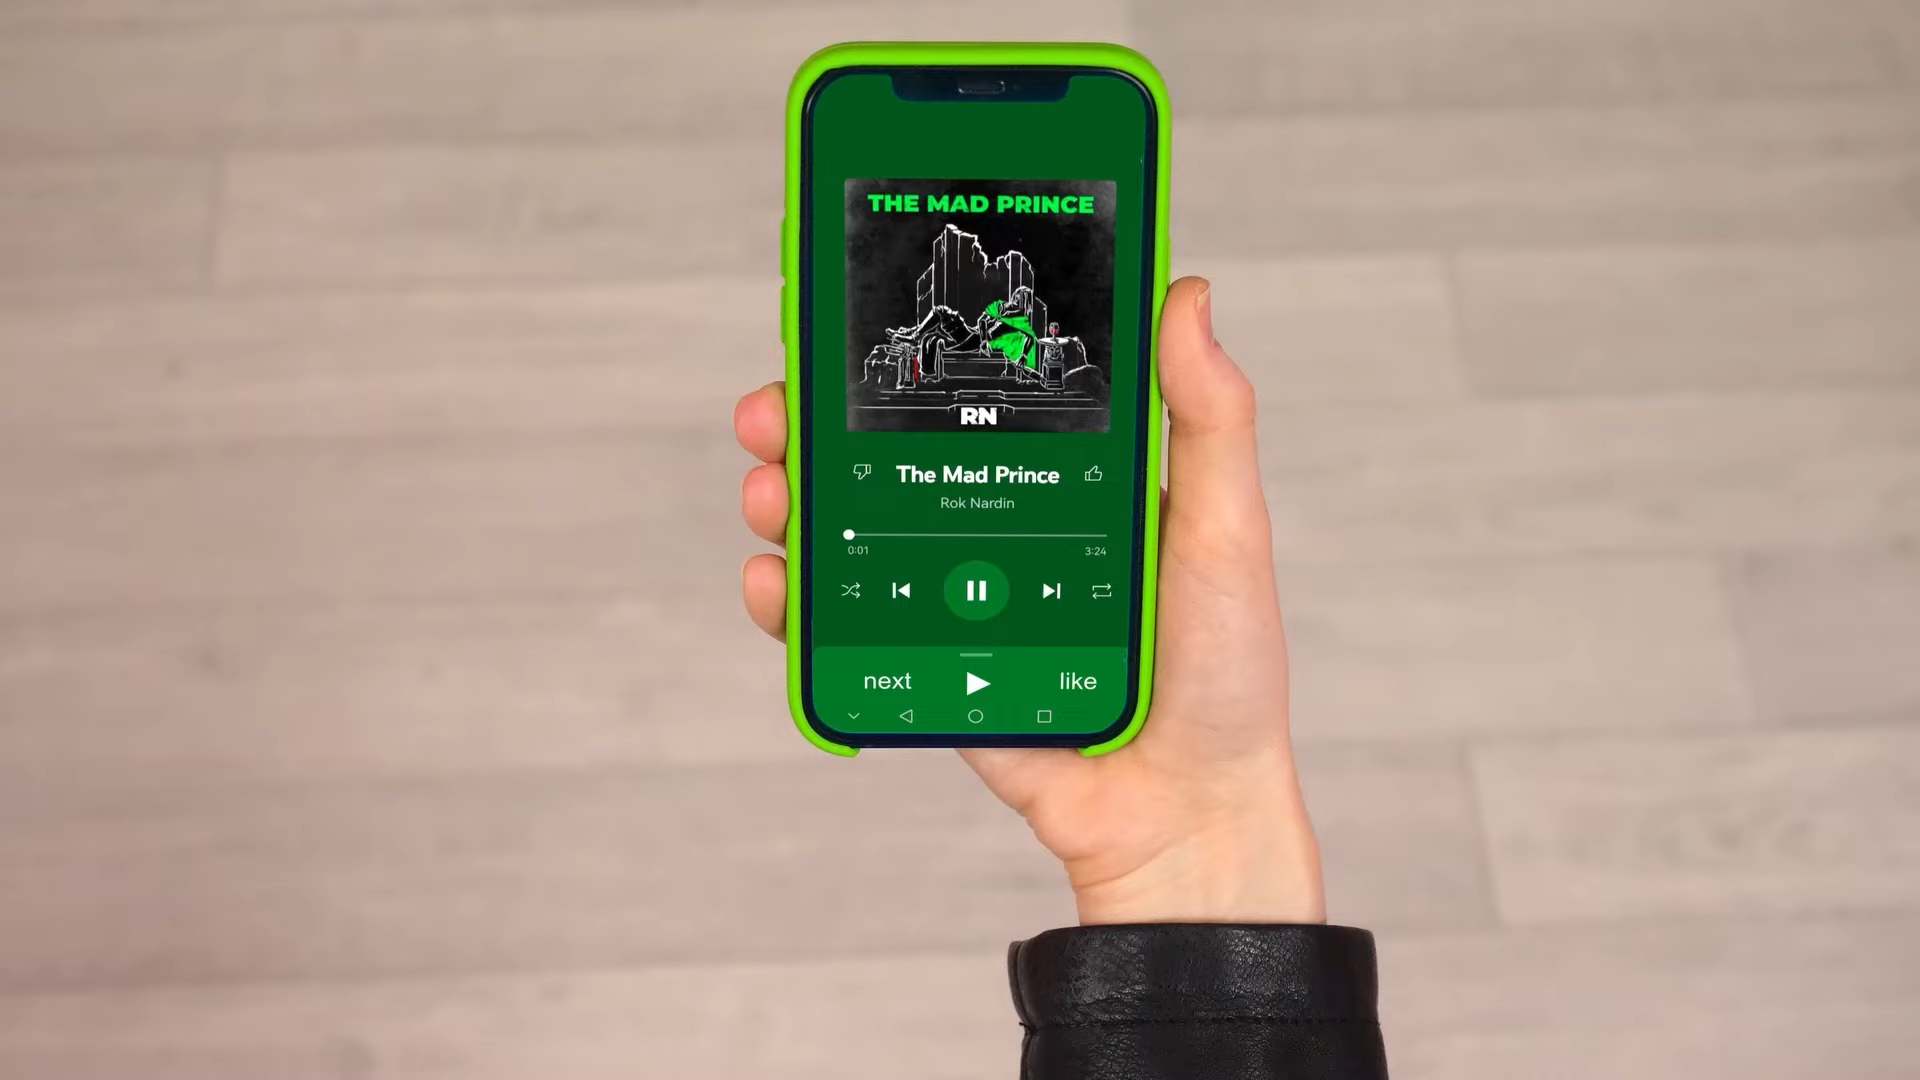 THE MAD PRINCE
RN
The Mad Prince
Rok Nardin
0:01 3:24
next like